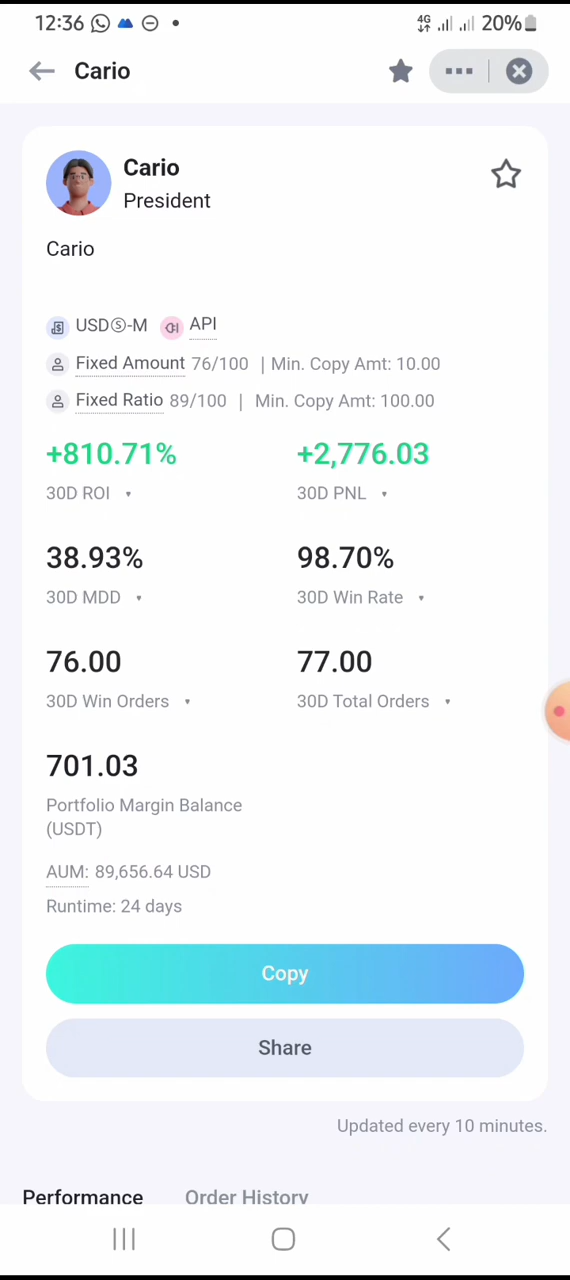 12:36 4G 20%
Cario
Cario
President
Cario
USDⓈ-M API
Fixed Amount 76/100 | Min. Copy Amt: 10.00
Fixed Ratio 89/100 | Min. Copy Amt: 100.00
+810.71% +2,776.03
30D ROI 30D PNL
38.93% 98.70%
30D MDD 30D Win Rate
76.00 77.00
30D Win Orders 30D Total Orders
701.03
Portfolio Margin Balance
(USDT)
AUM: 89,656.64 USD
Runtime: 24 days
Copy
Share
Updated every 10 minutes.
Performance Order History